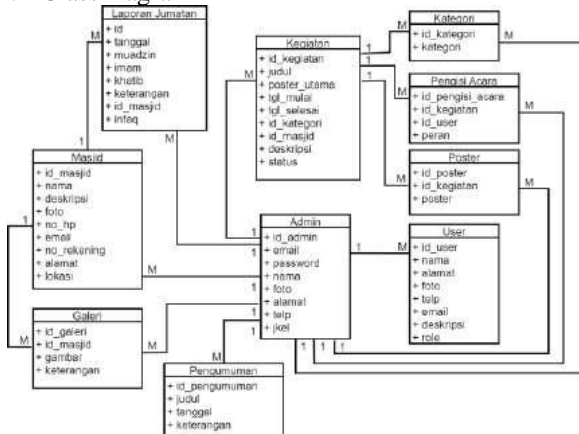 Laporan Jumatan
+ id
+ tanggal
+ muadzin
+ imam
+ khatib
+ keterangan
+ id_masjid
+ infaq
Kegiatan
+ id_kegiatan
+ judul
+ poster_utama
+ tgl_mulai
+ tgl_selesai
+ id_kategori
+ id_masjid
+ deskripsi
+ status
Kategori
+ id_kategori
+ kategori
Pengisi Acara
+ id_pengisi_acara
+ id_kegiatan
+ id_user
+ peran
Poster
+ id_poster
+ id_kegiatan
+ poster
Masjid
+ id_masjid
+ nama
+ deskripsi
+ foto
+ no_hp
+ email
+ no_rekening
+ alamat
+ lokasi
Admin
+ id_admin
+ email
+ password
+ nama
+ foto
+ alamat
+ telp
+ jkel
User
+ id_user
+ nama
+ alamat
+ foto
+ telp
+ email
+ deskripsi
+ role
Galeri
+ id_galeri
+ id_masjid
+ gambar
+ keterangan
Pengumuman
+ id_pengumuman
+ judul
+ tanggal
+ keterangan
M
1
M
M
1
M
1
M
1
M
M
M
M
1
M
1
1
M
1
M
M
1
1
M
1
1
1
1